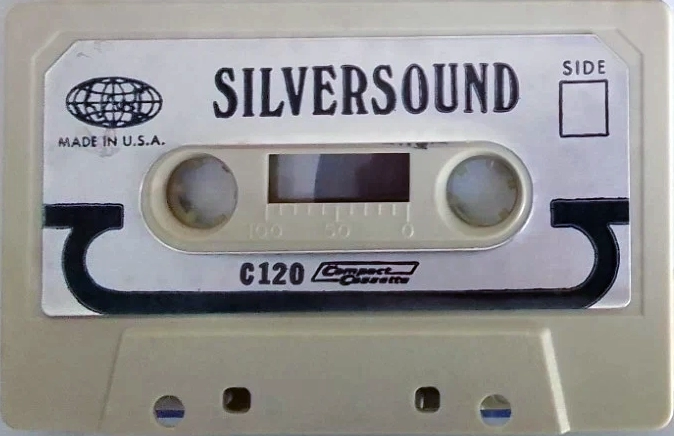 SILVERSOUND
SIDE
MADE IN U.S.A.
100 50 0
C120 Compact Cassette